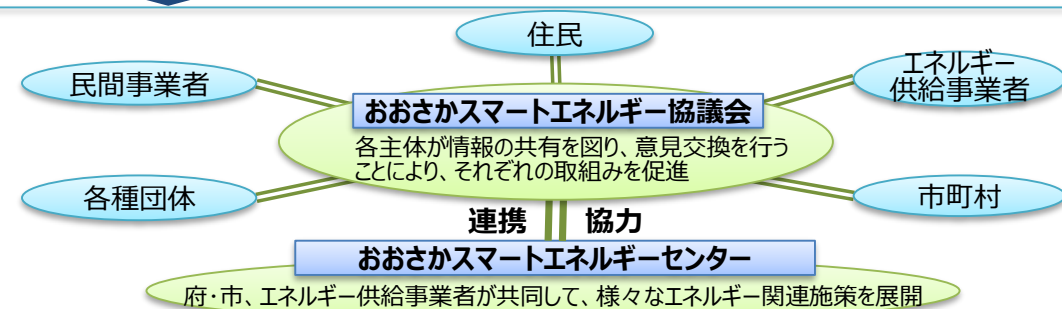 住民
民間事業者
エネルギー
供給事業者
おおさかスマートエネルギー協議会
各主体が情報の共有を図り、意見交換を行う
ことにより、それぞれの取組みを促進
各種団体
市町村
連携 協力
おおさかスマートエネルギーセンター
府・市、エネルギー供給事業者が共同して、様々なエネルギー関連施策を展開